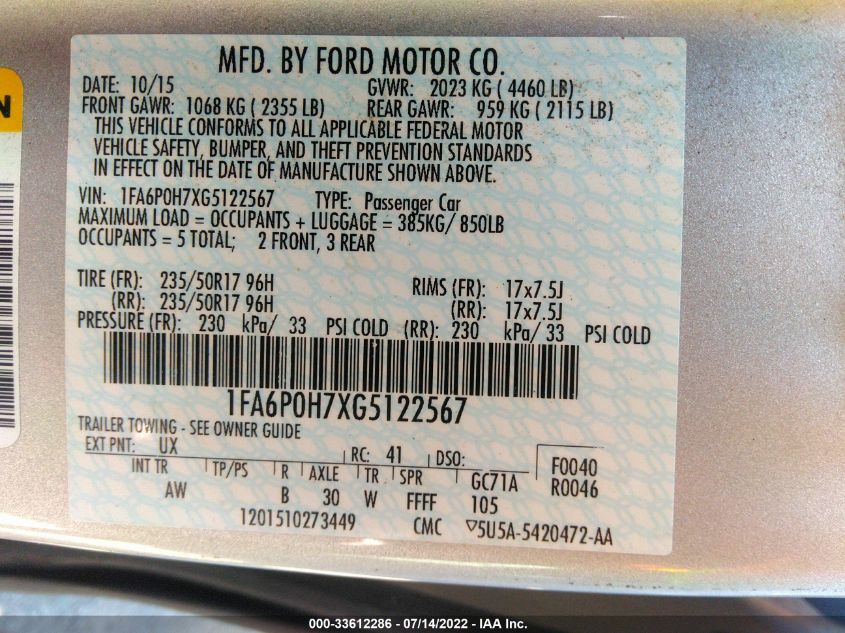 MFD. BY FORD MOTOR CO.
DATE: 10/15 GVWR: 2023 KG ( 4460 LB)
FRONT GAWR: 1068 KG ( 2355 LB) REAR GAWR: 959 KG ( 2115 LB)
THIS VEHICLE CONFORMS TO ALL APPLICABLE FEDERAL MOTOR
VEHICLE SAFETY, BUMPER, AND THEFT PREVENTION STANDARDS
IN EFFECT ON THE DATE OF MANUFACTURE SHOWN ABOVE.
VIN: 1FA6P0H7XG5122567 TYPE: Passenger Car
MAXIMUM LOAD = OCCUPANTS + LUGGAGE = 385KG/ 850LB
OCCUPANTS = 5 TOTAL; 2 FRONT, 3 REAR
TIRE (FR): 235/50R17 96H RIMS (FR): 17x7.5J
(RR): 235/50R17 96H (RR): 17x7.5J
PRESSURE (FR): 230 kPa/ 33 PSI COLD (RR): 230 kPa/ 33 PSI COLD
1FA6P0H7XG5122567
TRAILER TOWING - SEE OWNER GUIDE
EXT PNT: UX RC: 41 DSO: F0040
INT TR TP/PS R AXLE TR SPR GC71A R0046
AW B 30 W FFFF 105
1201510273449 CMC ▽5U5A-5420472-AA
N
000-33612286 - 07/14/2022 - © IAA Inc.